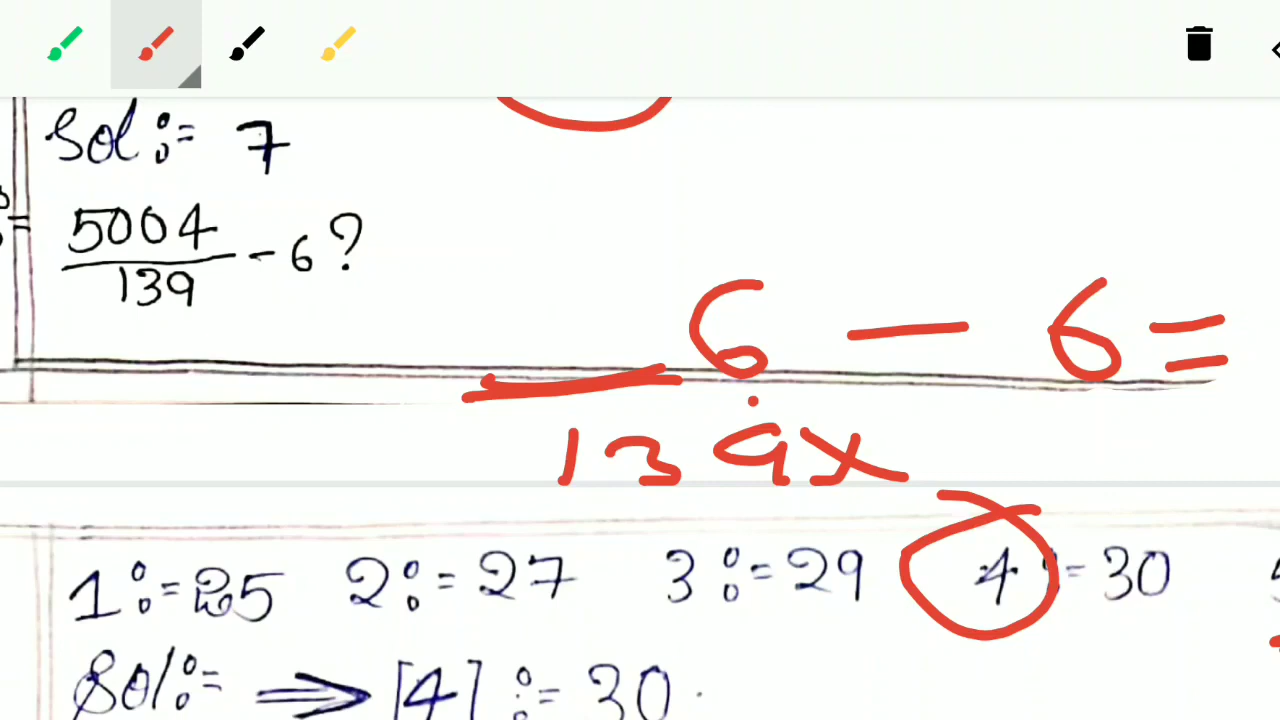 Sol:= 7
5004
139
- 6?
6 - 6 =
139x
1:= 25 2:= 27 3:= 29 4:= 30
Sol:= ⇒ [4] := 30.